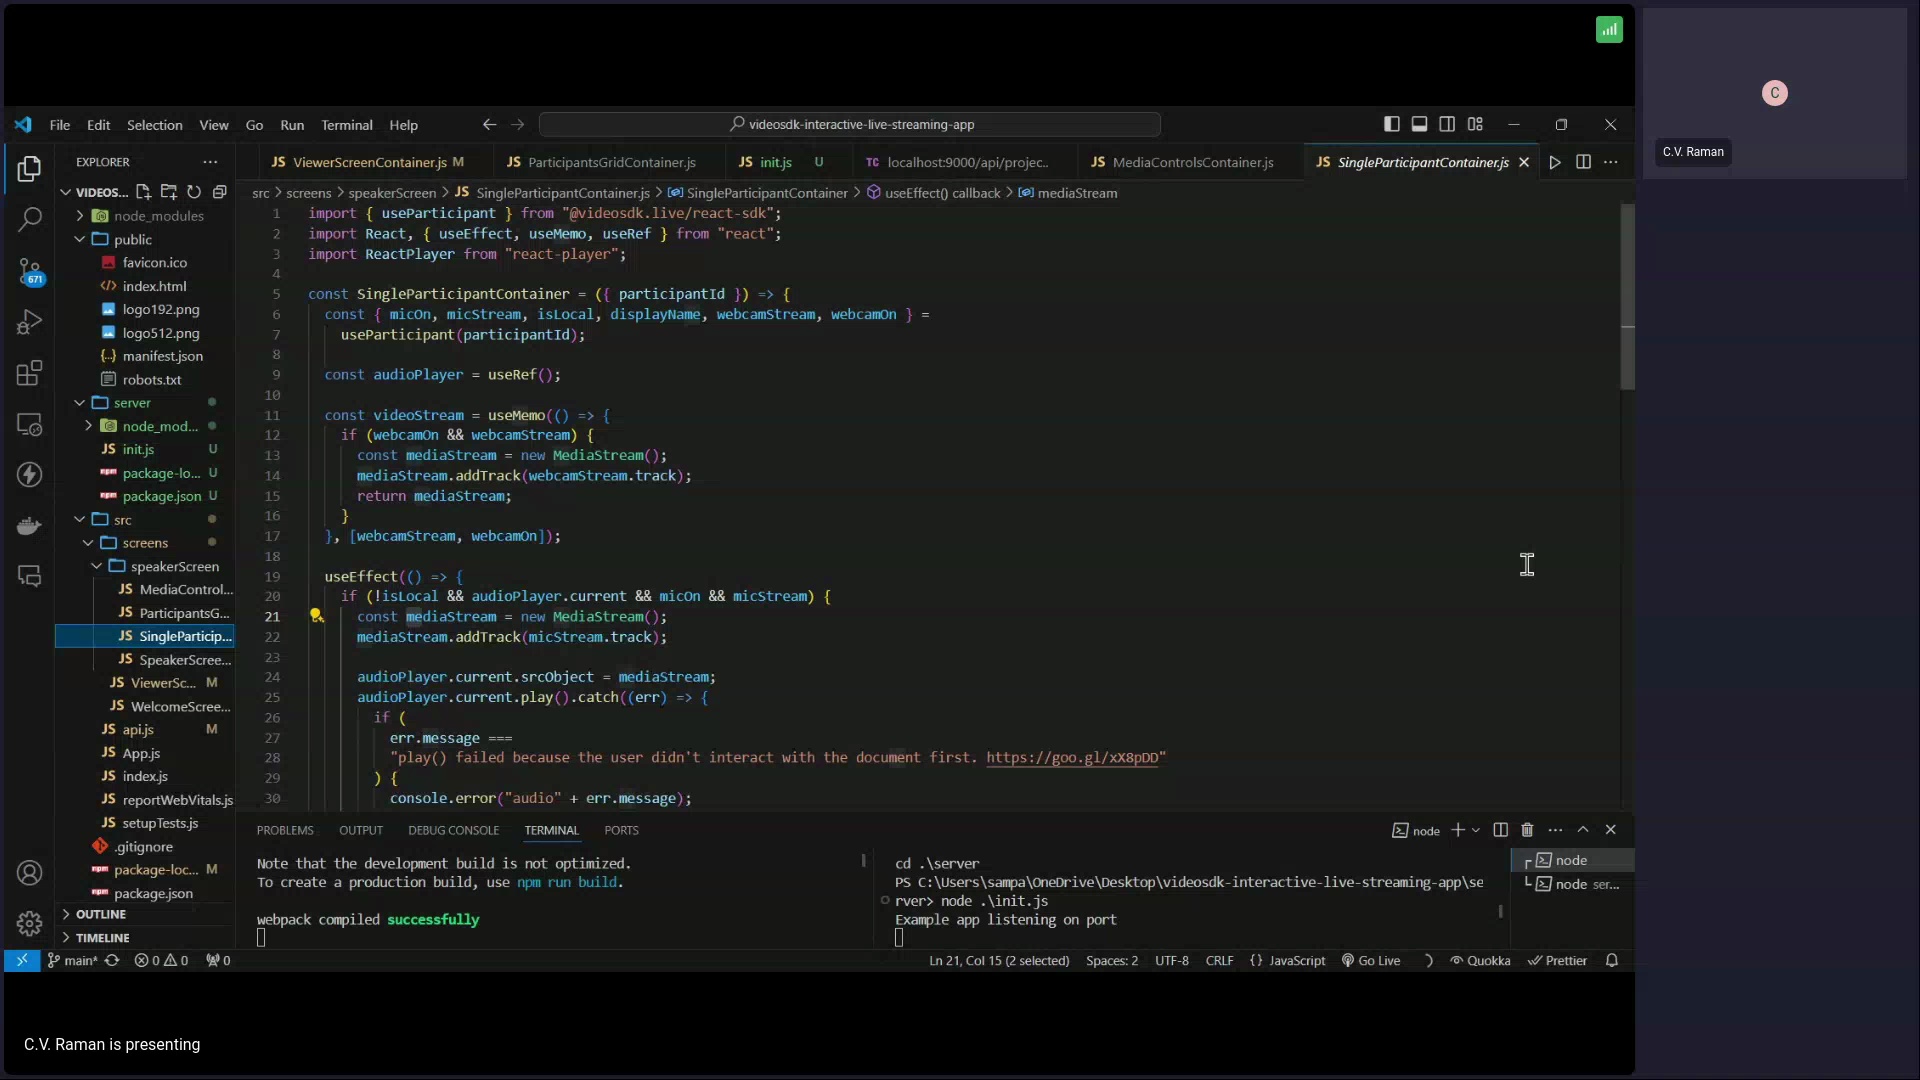 C
C.V. Raman
File Edit Selection View Go Run Terminal Help
videosdk-interactive-live-streaming-app
EXPLORER
ViewerScreenContainer.js M
ParticipantsGridContainer.js
init.js U
localhost:9000/api/projec..
MediaControlsContainer.js
SingleParticipantContainer.js
src > screens > speakerScreen > JS SingleParticipantContainer.js > SingleParticipantContainer > useEffect() callback > mediaStream
VIDEOS...
node_modules
public
favicon.ico
index.html
logo192.png
logo512.png
manifest.json
robots.txt
server
node_mod...
init.js U
package-lo... U
package.json U
src
screens
speakerScreen
MediaControl...
ParticipantsG...
SingleParticip...
SpeakerScree...
ViewerSc... M
WelcomeScree...
api.js M
App.js
index.js
reportWebVitals.js
setupTests.js
.gitignore
package-loc... M
package.json
OUTLINE
TIMELINE
671
1 import { useParticipant } from "@videosdk.live/react-sdk";
2 import React, { useEffect, useMemo, useRef } from "react";
3 import ReactPlayer from "react-player";
4
5 const SingleParticipantContainer = ({ participantId }) => {
6 const { micOn, micStream, isLocal, displayName, webcamStream, webcamOn } =
7 useParticipant(participantId);
8
9 const audioPlayer = useRef();
10
11 const videoStream = useMemo(() => {
12 if (webcamOn && webcamStream) {
13 const mediaStream = new MediaStream();
14 mediaStream.addTrack(webcamStream.track);
15 return mediaStream;
16 }
17 }, [webcamStream, webcamOn]);
18
19 useEffect(() => {
20 if (!isLocal && audioPlayer.current && micOn && micStream) {
21 const mediaStream = new MediaStream();
22 mediaStream.addTrack(micStream.track);
23
24 audioPlayer.current.srcObject = mediaStream;
25 audioPlayer.current.play().catch((err) => {
26 if (
27 err.message ===
28 "play() failed because the user didn't interact with the document first. https://goo.gl/xX8pDD"
29 ) {
30 console.error("audio" + err.message);
PROBLEMS OUTPUT DEBUG CONSOLE TERMINAL PORTS
node
Note that the development build is not optimized.
To create a production build, use npm run build.
webpack compiled successfully
cd .\server
PS C:\Users\sampa\OneDrive\Desktop\videosdk-interactive-live-streaming-app\se
rver> node .\init.js
Example app listening on port
node
node ser...
main* 0 0 0
Ln 21, Col 15 (2 selected) Spaces: 2 UTF-8 CRLF {} JavaScript Go Live Quokka Prettier
C.V. Raman is presenting